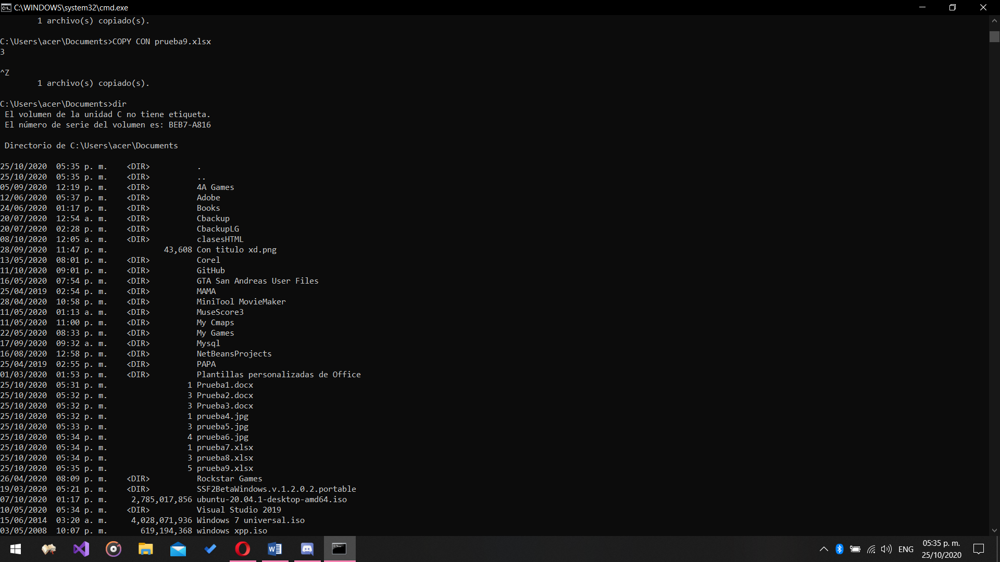 C:\WINDOWS\system32\cmd.exe
        1 archivo(s) copiado(s).
C:\Users\acer\Documents>COPY CON prueba9.xlsx
3
^Z
        1 archivo(s) copiado(s).
C:\Users\acer\Documents>dir
 El volumen de la unidad C no tiene etiqueta.
 El número de serie del volumen es: BEB7-A816
 Directorio de C:\Users\acer\Documents
25/10/2020  05:35 p. m.    <DIR>          .
25/10/2020  05:35 p. m.    <DIR>          ..
05/09/2020  12:19 p. m.    <DIR>          4A Games
12/06/2020  05:37 p. m.    <DIR>          Adobe
24/06/2020  01:17 p. m.    <DIR>          Books
20/07/2020  12:54 a. m.    <DIR>          Cbackup
20/07/2020  02:28 p. m.    <DIR>          CbackupLG
08/10/2020  12:05 a. m.    <DIR>          clasesHTML
28/09/2020  11:47 p. m.            43,608 Con titulo xd.png
13/05/2020  08:01 p. m.    <DIR>          Corel
11/10/2020  09:01 p. m.    <DIR>          GitHub
16/05/2020  07:54 p. m.    <DIR>          GTA San Andreas User Files
25/04/2019  02:54 p. m.    <DIR>          MAMA
28/04/2020  10:58 p. m.    <DIR>          MiniTool MovieMaker
11/05/2020  01:13 a. m.    <DIR>          MuseScore3
11/05/2020  11:00 p. m.    <DIR>          My Cmaps
22/05/2020  08:33 p. m.    <DIR>          My Games
17/09/2020  09:32 a. m.    <DIR>          Mysql
16/08/2020  12:58 p. m.    <DIR>          NetBeansProjects
25/04/2019  02:55 p. m.    <DIR>          PAPA
01/03/2020  01:53 p. m.    <DIR>          Plantillas personalizadas de Office
25/10/2020  05:31 p. m.                 1 Prueba1.docx
25/10/2020  05:32 p. m.                 3 Prueba2.docx
25/10/2020  05:32 p. m.                 3 Prueba3.docx
25/10/2020  05:32 p. m.                 1 prueba4.jpg
25/10/2020  05:33 p. m.                 3 prueba5.jpg
25/10/2020  05:34 p. m.                 4 prueba6.jpg
25/10/2020  05:34 p. m.                 1 prueba7.xlsx
25/10/2020  05:34 p. m.                 3 prueba8.xlsx
25/10/2020  05:35 p. m.                 5 prueba9.xlsx
26/04/2020  08:09 p. m.    <DIR>          Rockstar Games
19/03/2020  05:21 p. m.    <DIR>          SSF2BetaWindows.v.1.2.0.2.portable
07/10/2020  01:17 p. m.     2,785,017,856 ubuntu-20.04.1-desktop-amd64.iso
10/05/2020  05:34 p. m.    <DIR>          Visual Studio 2019
15/06/2014  03:20 a. m.     4,028,071,936 Windows 7 universal.iso
03/05/2008  10:07 p. m.       619,194,368 windows xpp.iso
ENG
05:35 p. m.
25/10/2020